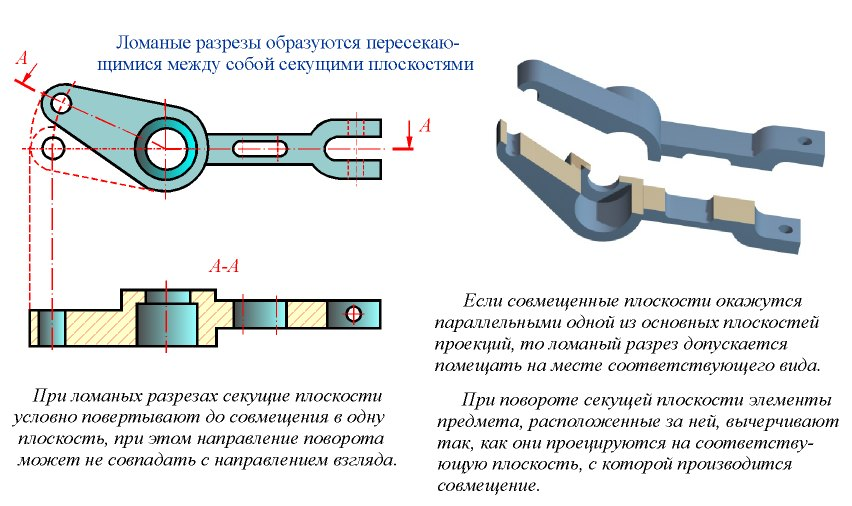 Ломаные разрезы образуются пересекаю-
щимися между собой секущими плоскостями
А
А
А-А
При ломаных разрезах секущие плоскости
условно повертывают до совмещения в одну
плоскость, при этом направление поворота
может не совпадать с направлением взгляда.
Если совмещенные плоскости окажутся
параллельными одной из основных плоскостей
проекций, то ломаный разрез допускается
помещать на месте соответствующего вида.
При повороте секущей плоскости элементы
предмета, расположенные за ней, вычерчивают
так, как они проецируются на соответству-
ющую плоскость, с которой производится
совмещение.